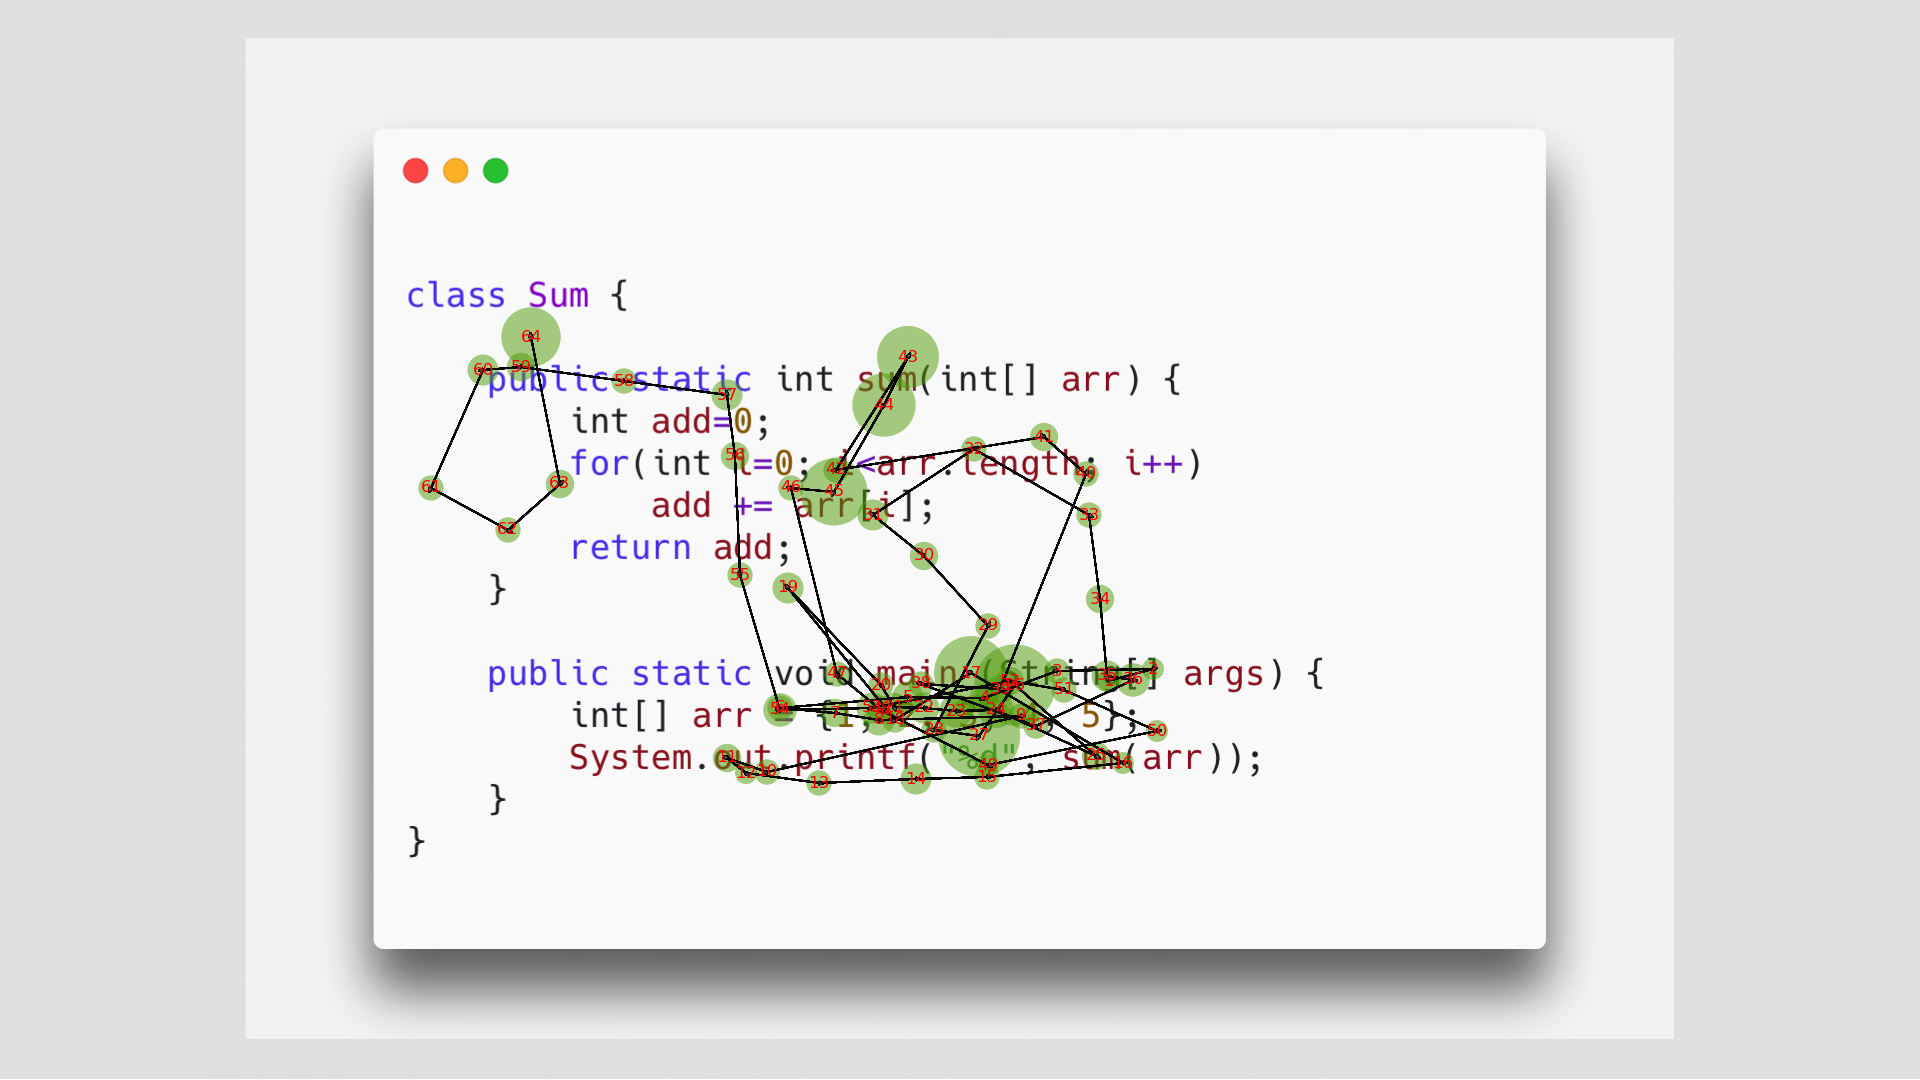 class Sum {
public static int sum(int[] arr) {
int add=0;
for(int i=0; i<arr.length; i++)
add += arr[i];
return add;
}
public static void main(String[] args) {
int[] arr = {1, 5};
System.out.printf("%d", sum(arr));
}
}